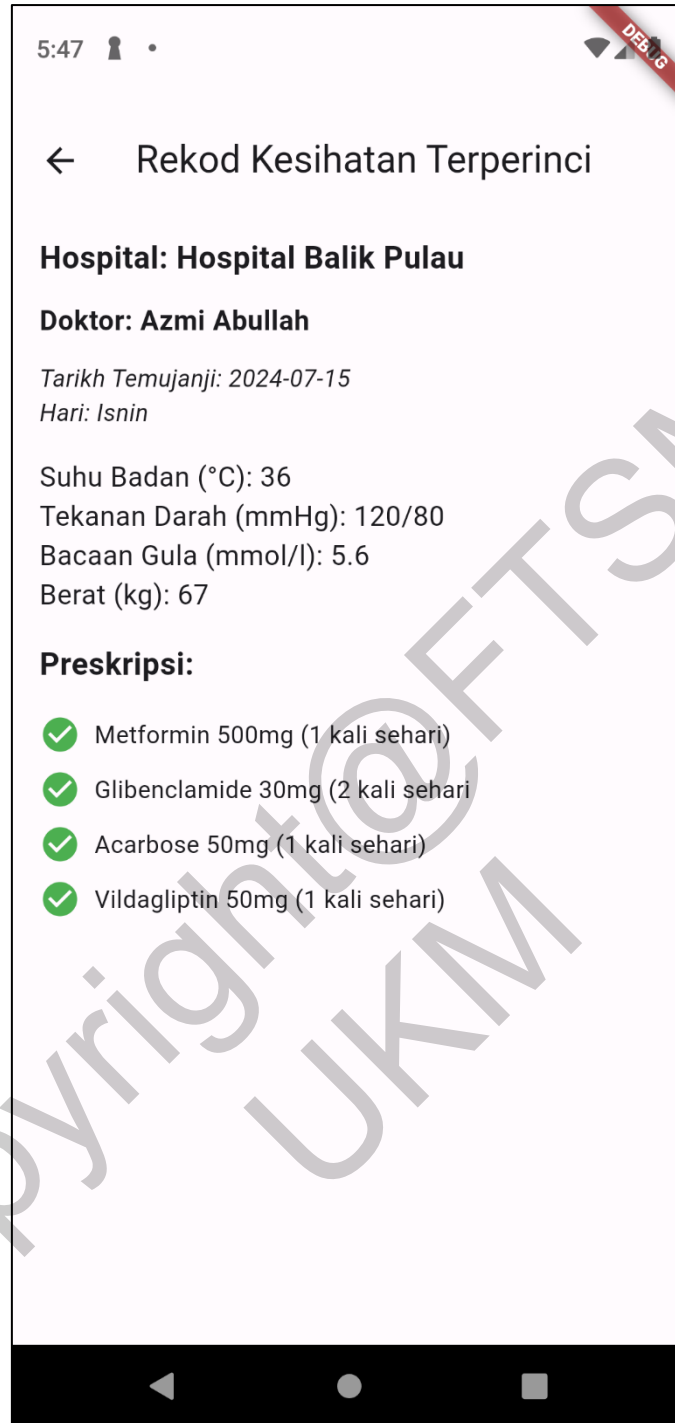 5:47
DEBUG
Rekod Kesihatan Terperinci
Hospital: Hospital Balik Pulau
Doktor: Azmi Abullah
Tarikh Temujanji: 2024-07-15
Hari: Isnin
Suhu Badan (°C): 36
Tekanan Darah (mmHg): 120/80
Bacaan Gula (mmol/l): 5.6
Berat (kg): 67
Preskripsi:
Metformin 500mg (1 kali sehari)
Glibenclamide 30mg (2 kali sehari
Acarbose 50mg (1 kali sehari)
Vildagliptin 50mg (1 kali sehari)
pyright@FTSM
UKM